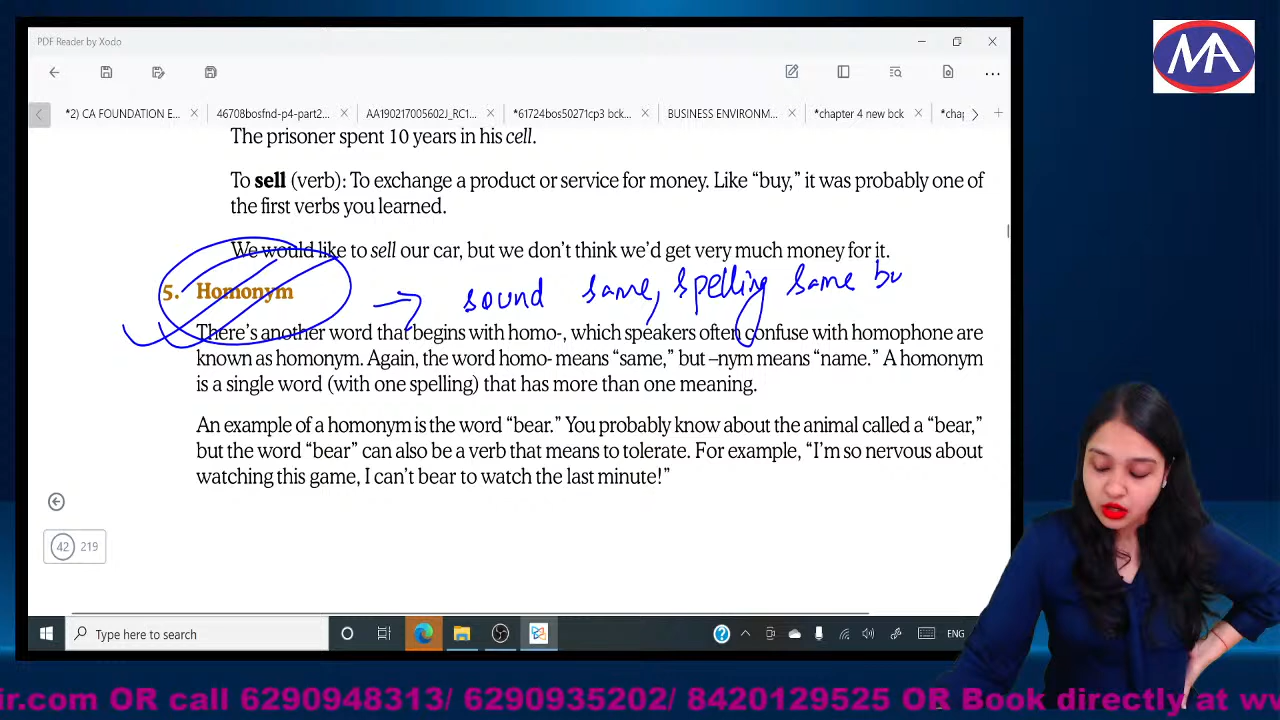 PDF Reader by Xodo
MA
*2) CA FOUNDATION E... 46708bosfnd-p4-part2... AA190217005602J_RC1... *61724bos50271cp3 bck... BUSINESS ENVIRONM... *chapter 4 new bck *chap
The prisoner spent 10 years in his cell.
To sell (verb): To exchange a product or service for money. Like “buy,” it was probably one of
the first verbs you learned.
We would like to sell our car, but we don’t think we’d get very much money for it.
5. Homonym
sound same, spelling same bu
There’s another word that begins with homo-, which speakers often confuse with homophone are
known as homonym. Again, the word homo- means “same,” but –nym means “name.” A homonym
is a single word (with one spelling) that has more than one meaning.
An example of a homonym is the word “bear.” You probably know about the animal called a “bear,”
but the word “bear” can also be a verb that means to tolerate. For example, “I’m so nervous about
watching this game, I can’t bear to watch the last minute!”
42 219
Type here to search
ENG
ir.com OR call 6290948313/ 6290935202/ 8420129525 OR Book directly at w